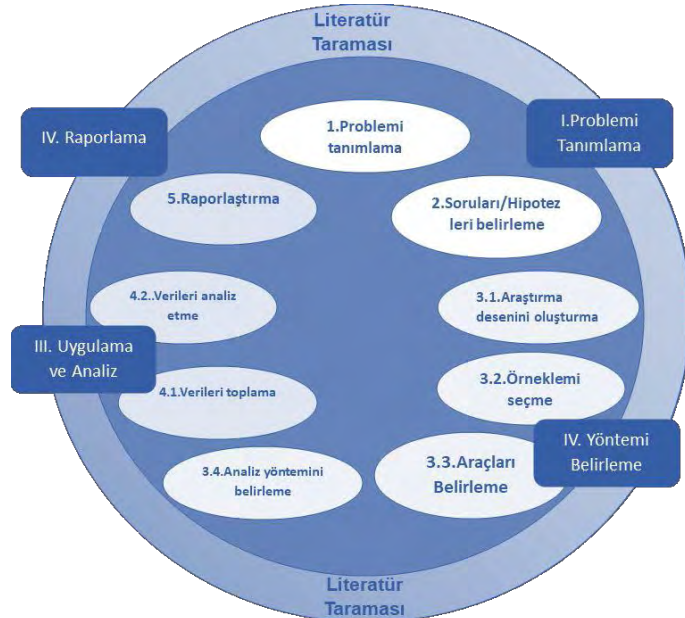 Literatür
Taraması
I.Problemi
Tanımlama
1.Problemi
tanımlama
2.Soruları/Hipotez
leri belirleme
3.1.Araştırma
desenini oluşturma
3.2.Örneklemi
seçme
IV. Yöntemi
Belirleme
3.3.Araçları
Belirleme
3.4.Analiz yöntemini
belirleme
4.1.Verileri toplama
III. Uygulama
ve Analiz
4.2..Verileri analiz
etme
5.Raporlaştırma
IV. Raporlama
Literatür
Taraması